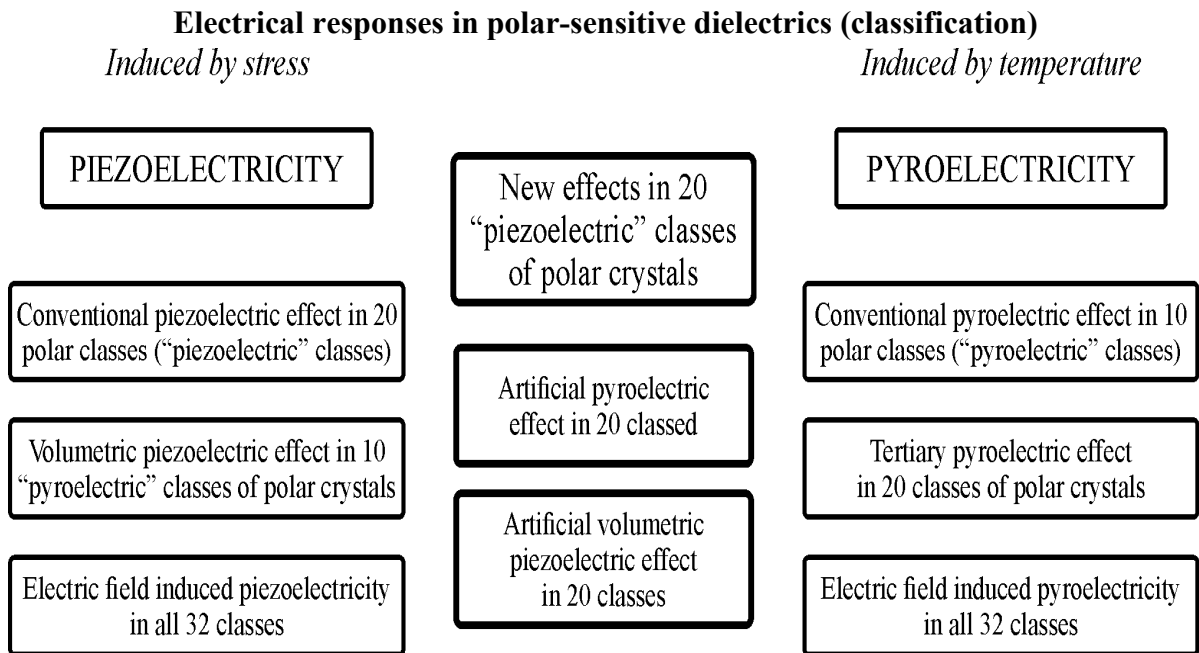 Electrical responses in polar-sensitive dielectrics (classification)
Induced by stress
Induced by temperature
PIEZOELECTRICITY
Conventional piezoelectric effect in 20
polar classes (“piezoelectric” classes)
Volumetric piezoelectric effect in 10
“pyroelectric” classes of polar crystals
Electric field induced piezoelectricity
in all 32 classes
New effects in 20
“piezoelectric” classes
of polar crystals
Artificial pyroelectric
effect in 20 classed
Artificial volumetric
piezoelectric effect
in 20 classes
PYROELECTRICITY
Conventional pyroelectric effect in 10
polar classes (“pyroelectric” classes)
Tertiary pyroelectric effect
in 20 classes of polar crystals
Electric field induced pyroelectricity
in all 32 classes